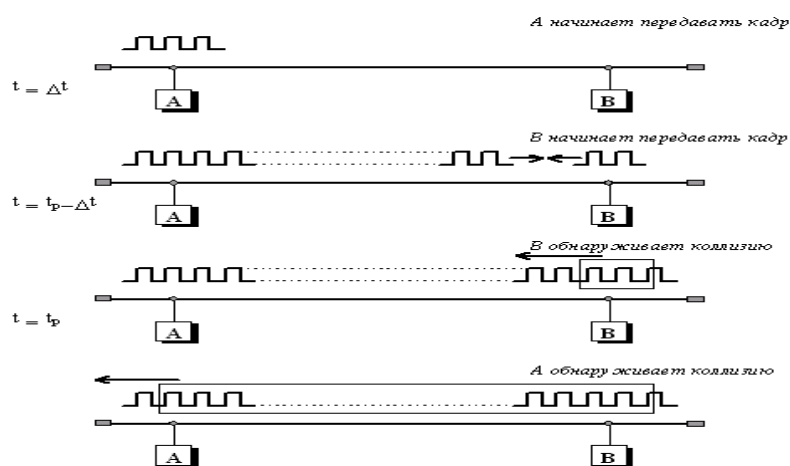 А начинает передавать кадр
A
B
t = Δt
В начинает передавать кадр
A
B
t = tP−Δt
В обнаруживает коллизию
A
B
t = tP
А обнаруживает коллизию
A
B